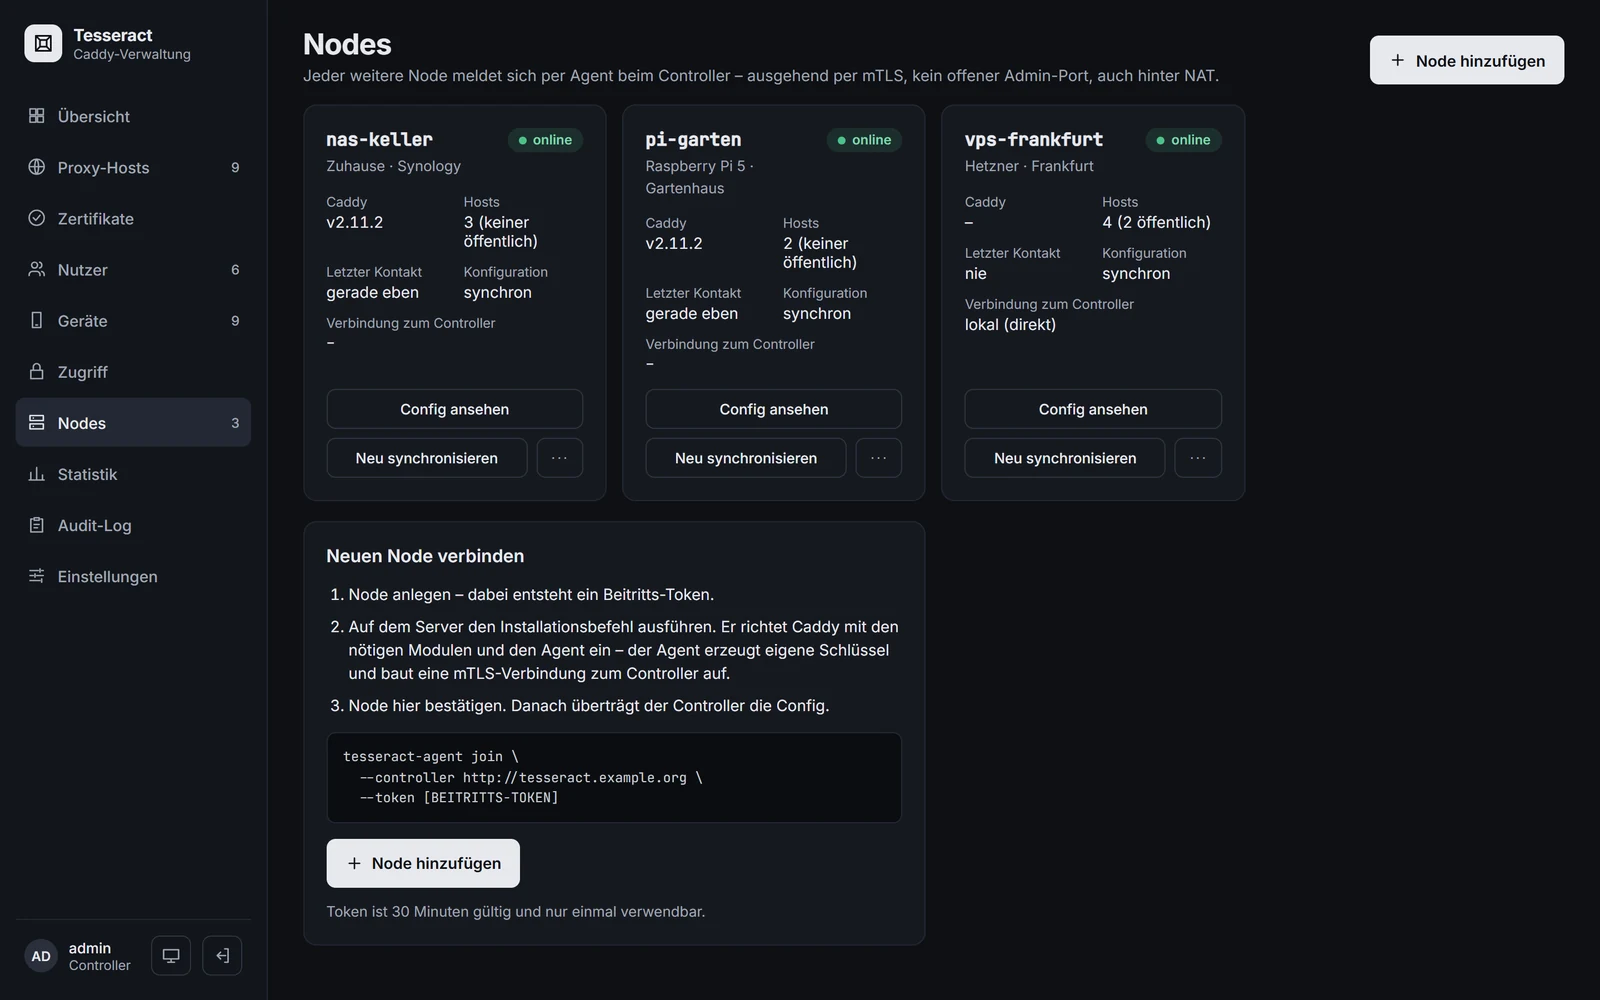 Tesseract
Caddy-Verwaltung
Übersicht
Proxy-Hosts 9
Zertifikate
Nutzer 6
Geräte 9
Zugriff
Nodes 3
Statistik
Audit-Log
Einstellungen
AD
admin
Controller
Nodes
Jeder weitere Node meldet sich per Agent beim Controller – ausgehend per mTLS, kein offener Admin-Port, auch hinter NAT.
+ Node hinzufügen
nas-keller online
Zuhause · Synology
Caddy Hosts
v2.11.2 3 (keiner
öffentlich)
Letzter Kontakt Konfiguration
gerade eben synchron
Verbindung zum Controller
–
Config ansehen
Neu synchronisieren ···
pi-garten online
Raspberry Pi 5 ·
Gartenhaus
Caddy Hosts
v2.11.2 2 (keiner
öffentlich)
Letzter Kontakt Konfiguration
gerade eben synchron
Verbindung zum Controller
–
Config ansehen
Neu synchronisieren ···
vps-frankfurt online
Hetzner · Frankfurt
Caddy Hosts
– 4 (2 öffentlich)
Letzter Kontakt Konfiguration
nie synchron
Verbindung zum Controller
lokal (direkt)
Config ansehen
Neu synchronisieren ···
Neuen Node verbinden
1. Node anlegen – dabei entsteht ein Beitritts-Token.
2. Auf dem Server den Installationsbefehl ausführen. Er richtet Caddy mit den
nötigen Modulen und den Agent ein – der Agent erzeugt eigene Schlüssel
und baut eine mTLS-Verbindung zum Controller auf.
3. Node hier bestätigen. Danach überträgt der Controller die Config.
tesseract-agent join \
--controller http://tesseract.example.org \
--token [BEITRITTS-TOKEN]
+ Node hinzufügen
Token ist 30 Minuten gültig und nur einmal verwendbar.